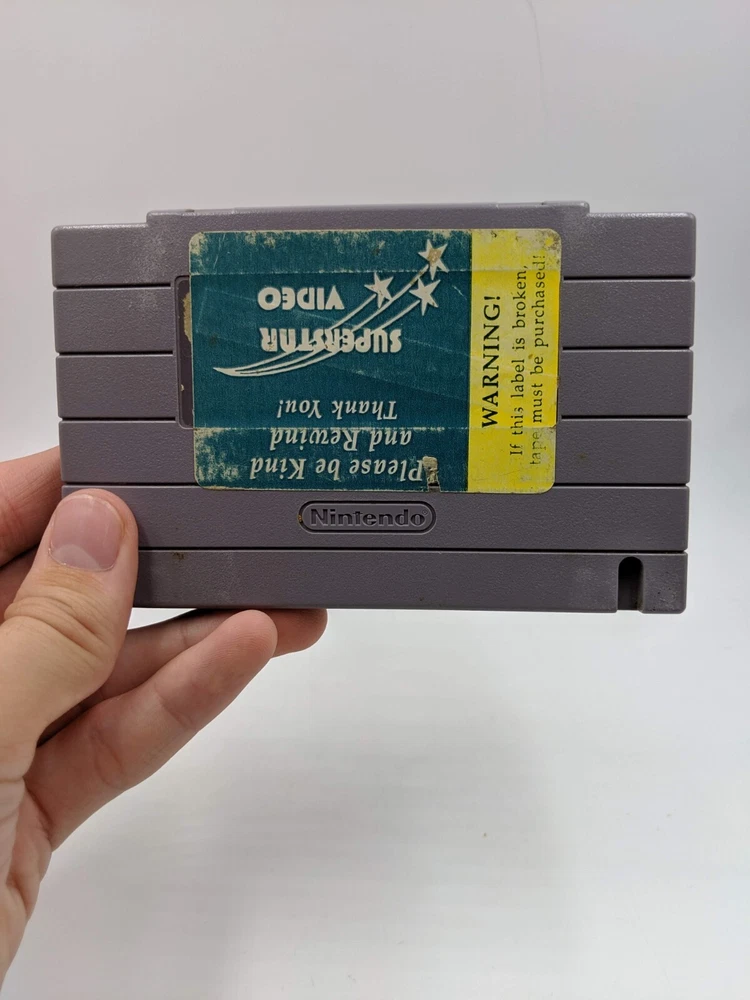 SUPERSTAR
VIDEO
Please be Kind
and Rewind
Thank You!
WARNING!
If this label is broken,
tape must be purchased!
Nintendo